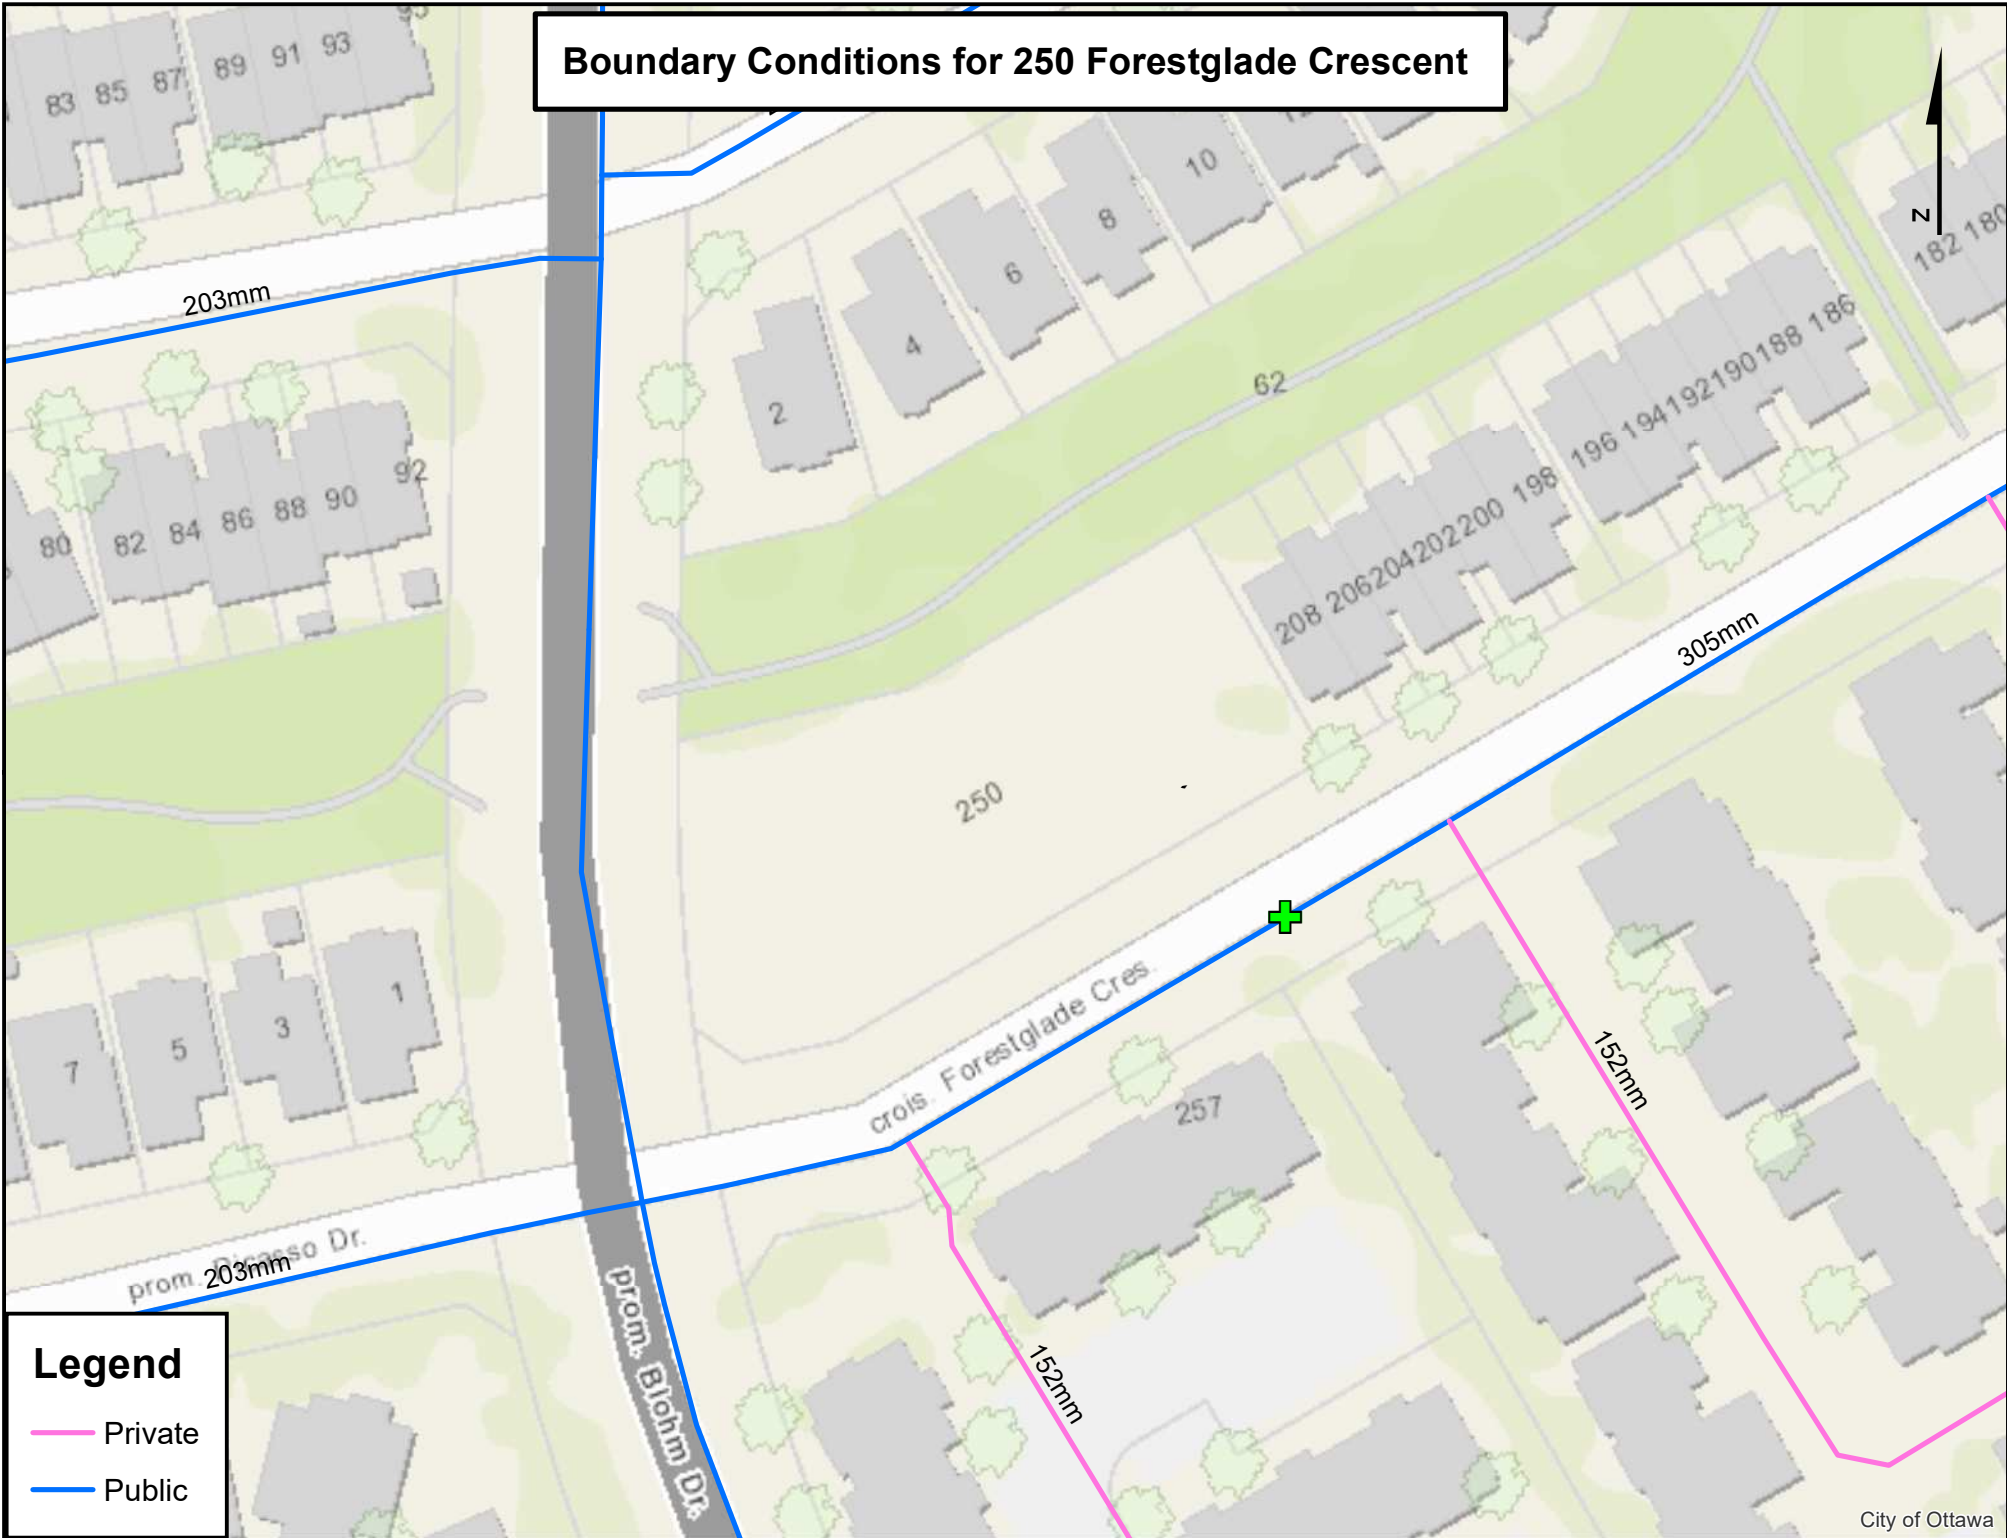 Boundary Conditions for 250 Forestglade Crescent
83 85 87 89 91 93
10
8
6
4
2
62
182 180
z
203mm
196 194 192 190 188 186
208 206 204 202 200 198
80 82 84 86 88 90 92
305mm
250
7 5 3 1
crois. Forestglade Cres.
257
152mm
152mm
prom. Picasso Dr.
203mm
prom. Blohm Dr.
Legend
Private
Public
City of Ottawa